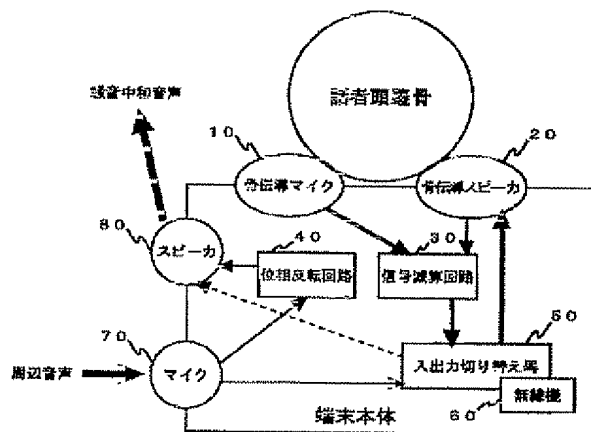 話者頭蓋骨
騒音中和音声
10
20
骨伝導マイク
骨伝導スピーカ
80
スピーカ
40
30
位相反転回路
信号減算回路
50
70
周辺音声
マイク
入出力切り替え器
無線機
60
端末本体